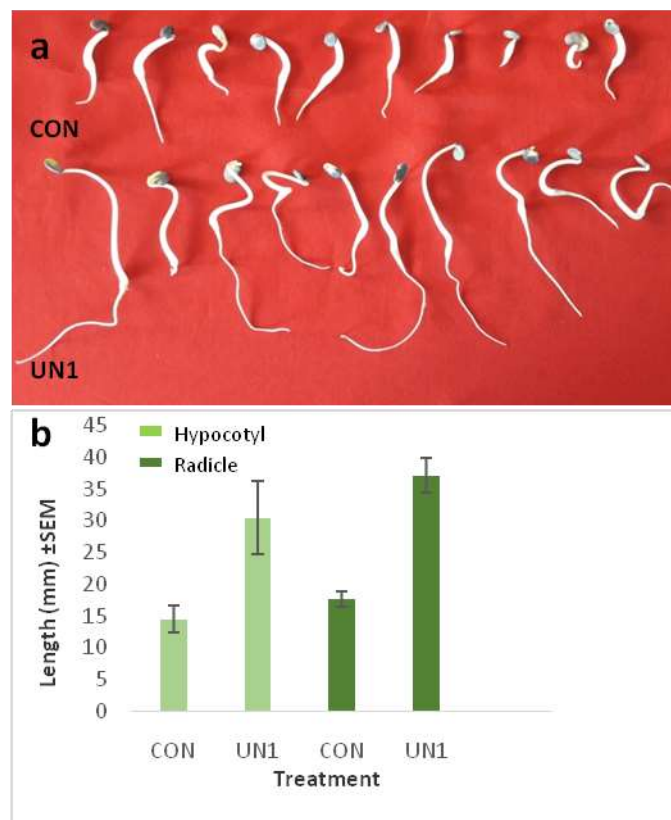 a
CON
UN1
b
Hypocotyl
Radicle
Length (mm) ±SEM
45
40
35
30
25
20
15
10
5
0
CON UN1 CON UN1
Treatment